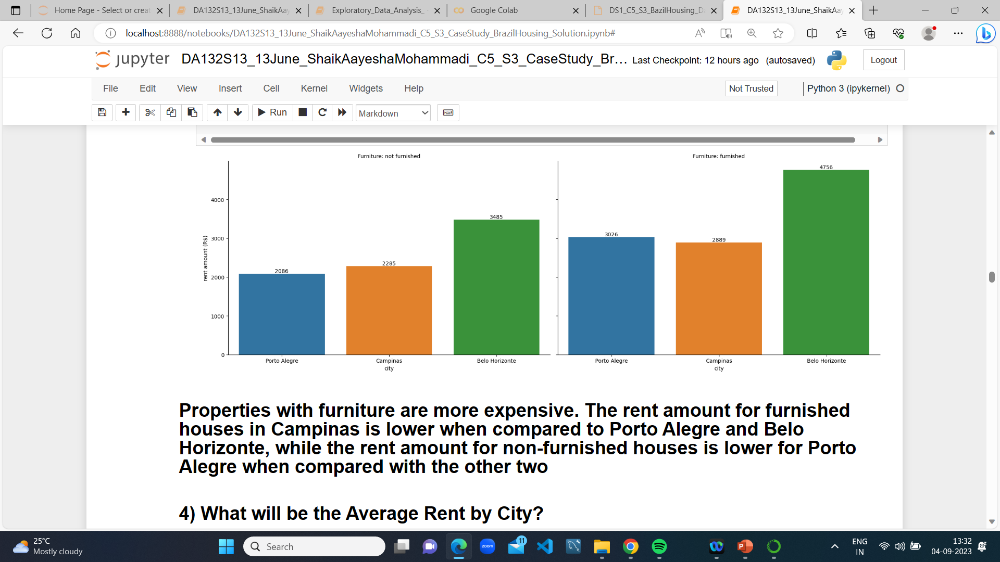 Home Page - Select or creat
DA132S13_13June_ShaikAay
Exploratory_Data_Analysis_
Google Colab
DS1_C5_S3_BazilHousing_D
DA132S13_13June_ShaikAay
localhost:8888/notebooks/DA132S13_13June_ShaikAayeshaMohammadi_C5_S3_CaseStudy_BrazilHousing_Solution.ipynb#
jupyter DA132S13_13June_ShaikAayeshaMohammadi_C5_S3_CaseStudy_Br... Last Checkpoint: 12 hours ago (autosaved) Logout
File Edit View Insert Cell Kernel Widgets Help Not Trusted Python 3 (ipykernel)
Run Markdown
Furniture: not furnished
Furniture: furnished
rent amount (R$)
4000
3000
2000
1000
0
2086
2285
3485
3026
2889
4756
Porto Alegre Campinas Belo Horizonte
city
Porto Alegre Campinas Belo Horizonte
city
Properties with furniture are more expensive. The rent amount for furnished
houses in Campinas is lower when compared to Porto Alegre and Belo
Horizonte, while the rent amount for non-furnished houses is lower for Porto
Alegre when compared with the other two
4) What will be the Average Rent by City?
25°C
Mostly cloudy
Search
zoom
11
ENG
IN
13:32
04-09-2023